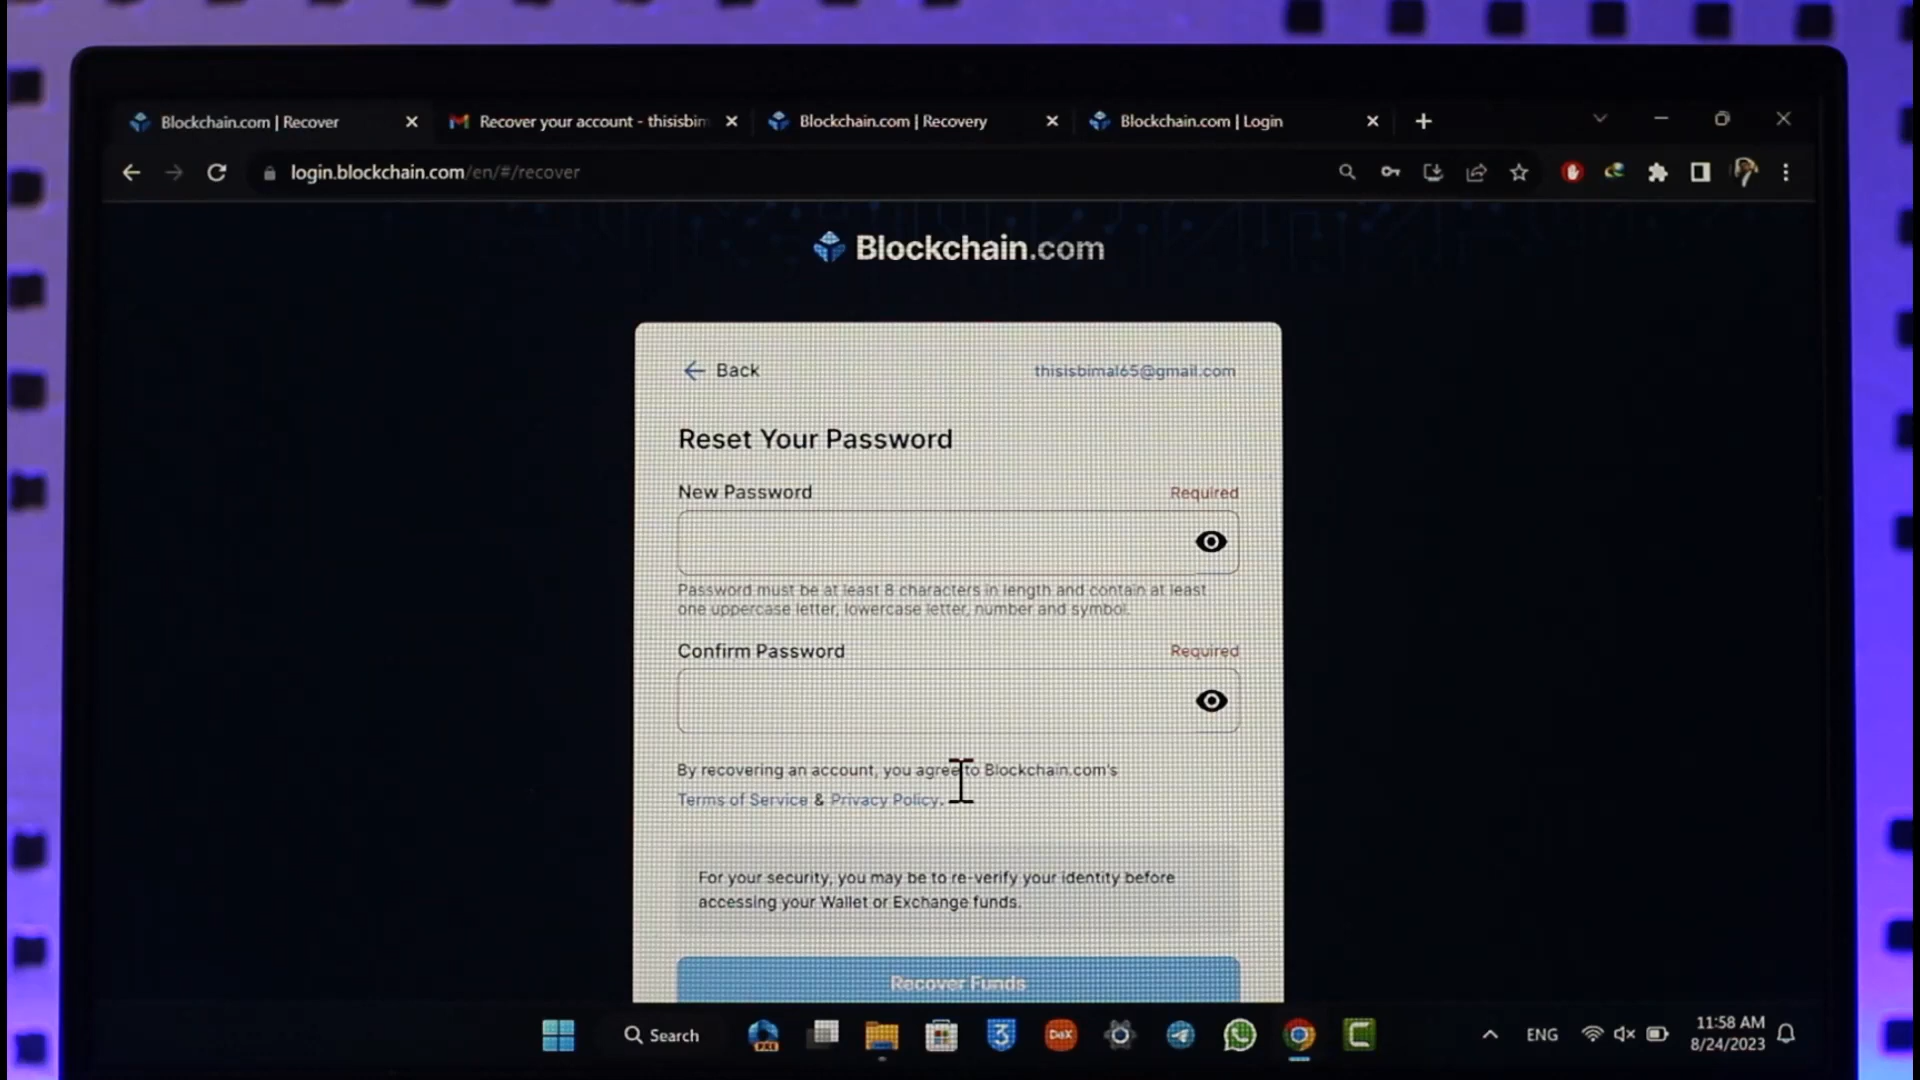 Blockchain.com | Recover
Recover your account - thisisbim
Blockchain.com | Recovery
Blockchain.com | Login
login.blockchain.com/en/#/recover
Blockchain.com
Back
thisisbimal65@gmail.com
Reset Your Password
New Password
Required
Password must be at least 8 characters in length and contain at least
one uppercase letter, lowercase letter, number and symbol.
Confirm Password
Required
By recovering an account, you agree to Blockchain.com's
Terms of Service & Privacy Policy.
For your security, you may be to re-verify your identity before
accessing your Wallet or Exchange funds.
Recover Funds
Search
PRE
3
DeX
ENG
11:58 AM
8/24/2023